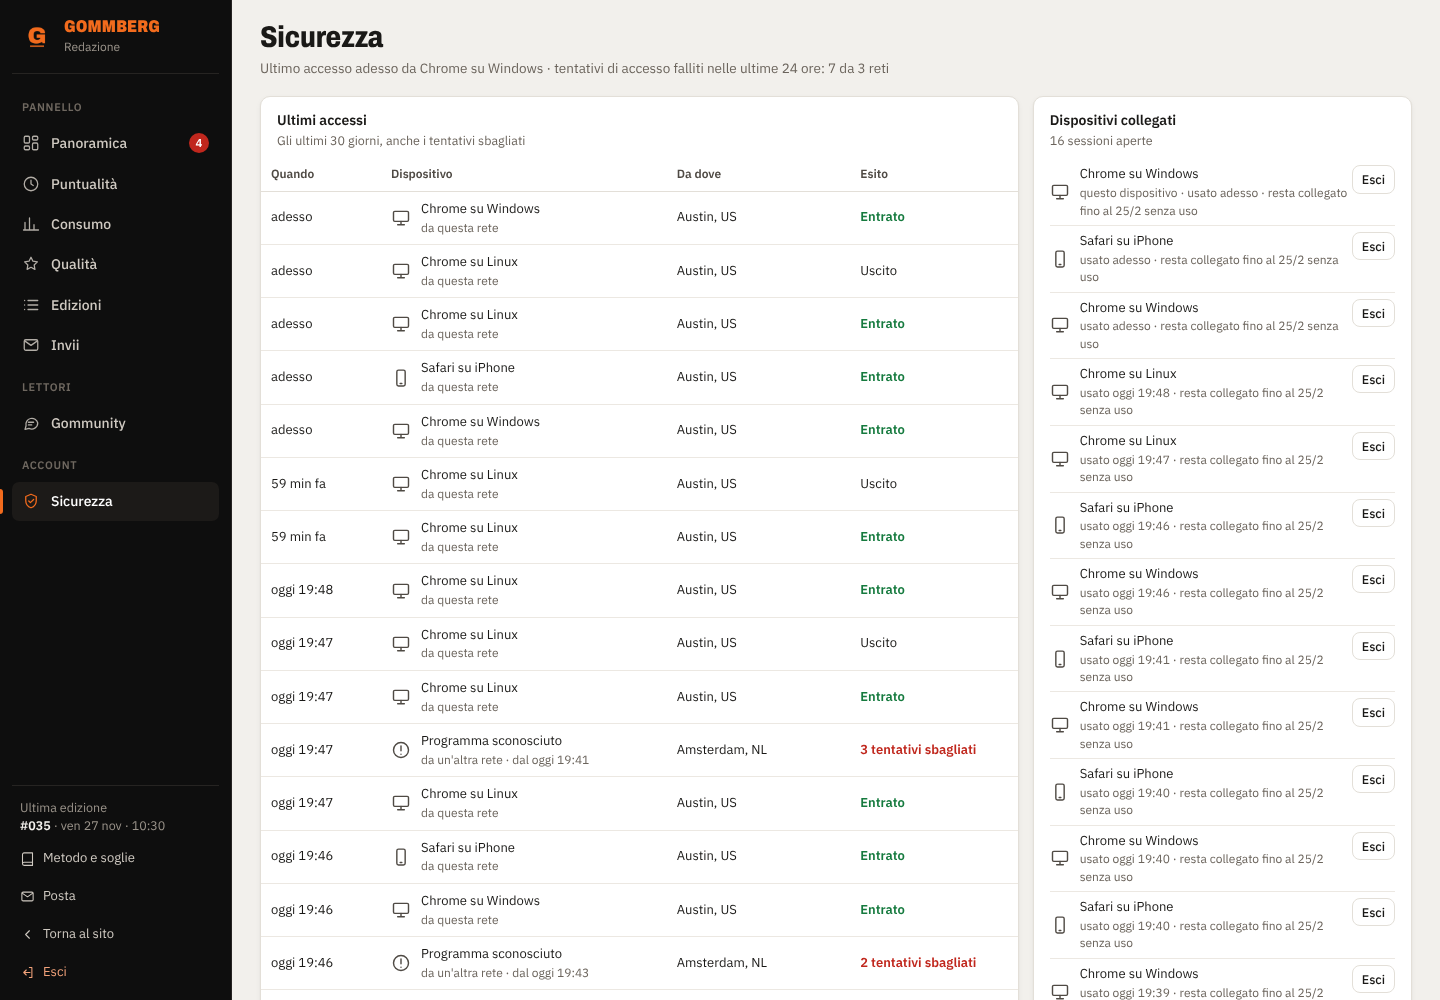 G
GOMMBERG
Redazione
PANNELLO
Panoramica
4
Puntualità
Consumo
Qualità
Edizioni
Invii
LETTORI
Gommunity
ACCOUNT
Sicurezza
Ultima edizione
#035 · ven 27 nov · 10:30
Metodo e soglie
Posta
Torna al sito
Esci
Sicurezza
Ultimo accesso adesso da Chrome su Windows · tentativi di accesso falliti nelle ultime 24 ore: 7 da 3 reti
Ultimi accessi
Gli ultimi 30 giorni, anche i tentativi sbagliati
Quando Dispositivo Da dove Esito
adesso Chrome su Windows Austin, US Entrato
da questa rete
adesso Chrome su Linux Austin, US Uscito
da questa rete
adesso Chrome su Linux Austin, US Entrato
da questa rete
adesso Safari su iPhone Austin, US Entrato
da questa rete
adesso Chrome su Windows Austin, US Entrato
da questa rete
59 min fa Chrome su Linux Austin, US Uscito
da questa rete
59 min fa Chrome su Linux Austin, US Entrato
da questa rete
oggi 19:48 Chrome su Linux Austin, US Entrato
da questa rete
oggi 19:47 Chrome su Linux Austin, US Uscito
da questa rete
oggi 19:47 Chrome su Linux Austin, US Entrato
da questa rete
oggi 19:47 Programma sconosciuto Amsterdam, NL 3 tentativi sbagliati
da un'altra rete · dal oggi 19:41
oggi 19:47 Chrome su Linux Austin, US Entrato
da questa rete
oggi 19:46 Safari su iPhone Austin, US Entrato
da questa rete
oggi 19:46 Chrome su Windows Austin, US Entrato
da questa rete
oggi 19:46 Programma sconosciuto Amsterdam, NL 2 tentativi sbagliati
da un'altra rete · dal oggi 19:43
Dispositivi collegati
16 sessioni aperte
Chrome su Windows Esci
questo dispositivo · usato adesso · resta collegato
fino al 25/2 senza uso
Safari su iPhone Esci
usato adesso · resta collegato fino al 25/2 senza
uso
Chrome su Windows Esci
usato adesso · resta collegato fino al 25/2 senza
uso
Chrome su Linux Esci
usato oggi 19:48 · resta collegato fino al 25/2
senza uso
Chrome su Linux Esci
usato oggi 19:47 · resta collegato fino al 25/2
senza uso
Safari su iPhone Esci
usato oggi 19:46 · resta collegato fino al 25/2
senza uso
Chrome su Windows Esci
usato oggi 19:46 · resta collegato fino al 25/2
senza uso
Safari su iPhone Esci
usato oggi 19:41 · resta collegato fino al 25/2
senza uso
Chrome su Windows Esci
usato oggi 19:41 · resta collegato fino al 25/2
senza uso
Safari su iPhone Esci
usato oggi 19:40 · resta collegato fino al 25/2
senza uso
Chrome su Windows Esci
usato oggi 19:40 · resta collegato fino al 25/2
senza uso
Safari su iPhone Esci
usato oggi 19:40 · resta collegato fino al 25/2
senza uso
Chrome su Windows Esci
usato oggi 19:39 · resta collegato fino al 25/2